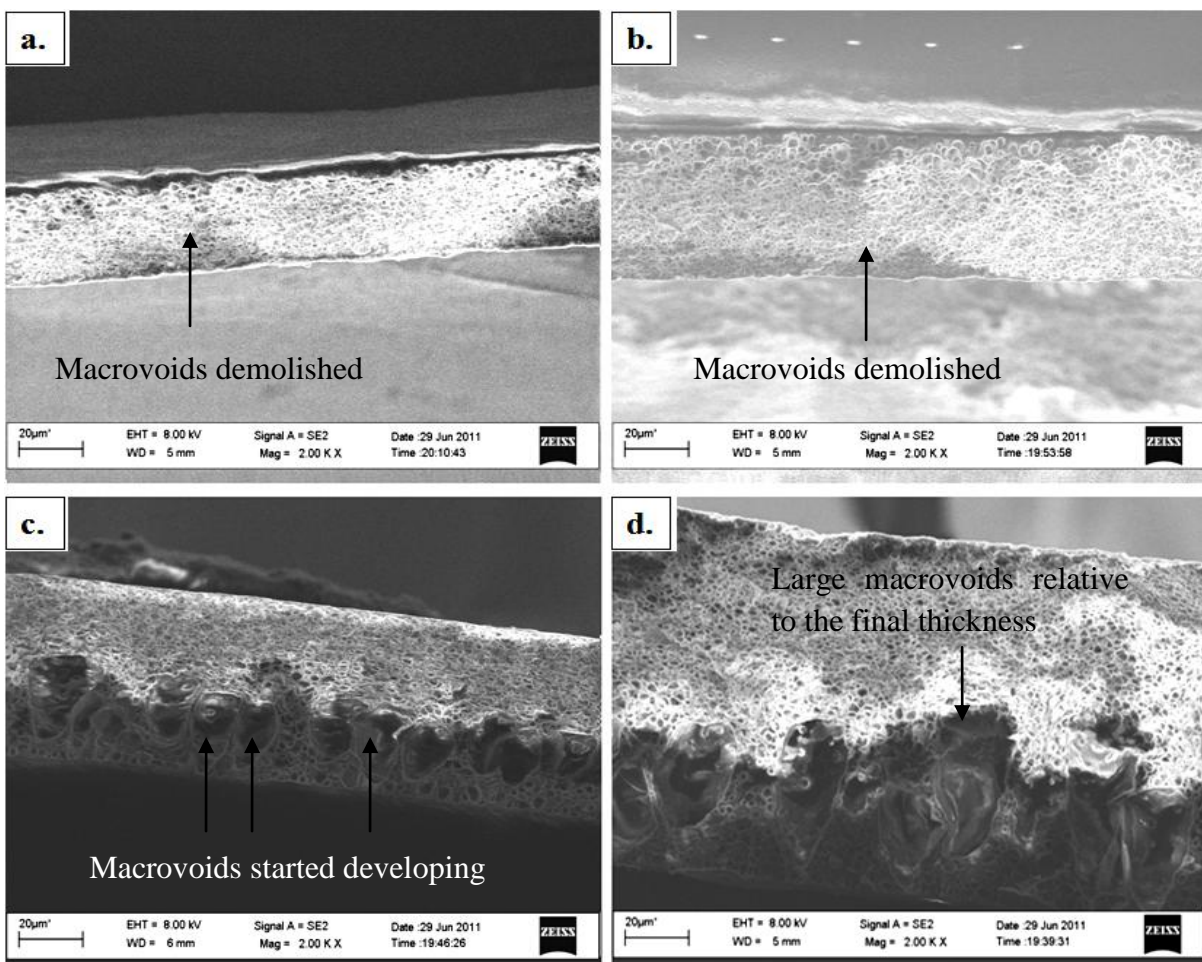 a.
Macrovoids demolished
20µm
EHT = 8.00 kV Signal A = SE2 Date :29 Jun 2011
WD = 5 mm Mag = 2.00 K X Time :20:10:43
ZEISS
b.
Macrovoids demolished
20µm
EHT = 8.00 kV Signal A = SE2 Date :29 Jun 2011
WD = 5 mm Mag = 2.00 K X Time :19:53:58
ZEISS
c.
Macrovoids started developing
20µm
EHT = 8.00 kV Signal A = SE2 Date :29 Jun 2011
WD = 6 mm Mag = 2.00 K X Time :19:46:26
ZEISS
d.
Large macrovoids relative
to the final thickness
20µm
EHT = 8.00 kV Signal A = SE2 Date :29 Jun 2011
WD = 5 mm Mag = 2.00 K X Time :19:39:31
ZEISS